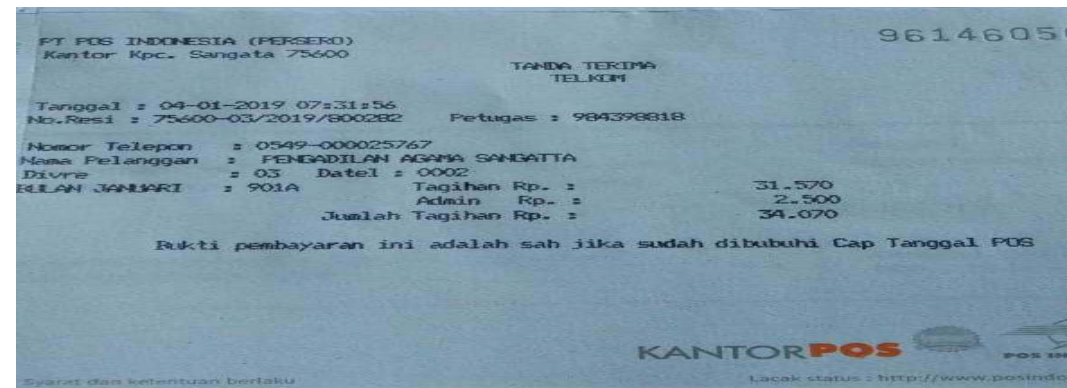 PT POS INDONESIA (PERSERO)
Kantor Kpc. Sangata 75600
9614605
TANDA TERIMA
TELKOM
Tanggal : 04-01-2019 07:31:56
No.Resi : 75600-03/2019/800282 Petugas : 984398818
Nomor Telepon : 0549-000025767
Nama Pelanggan : PENGADILAN AGAMA SANGATTA
Divre : 03 Datel : 0002
BULAN JANUARI : 901A Tagihan Rp. : 31.570
Admin Rp. : 2.500
Jumlah Tagihan Rp. : 34.070
Bukti pembayaran ini adalah sah jika sudah dibubuhi Cap Tanggal POS
KANTORPOS
POS IN
Syarat dan ketentuan berlaku
Lacak status : http://www.posindo